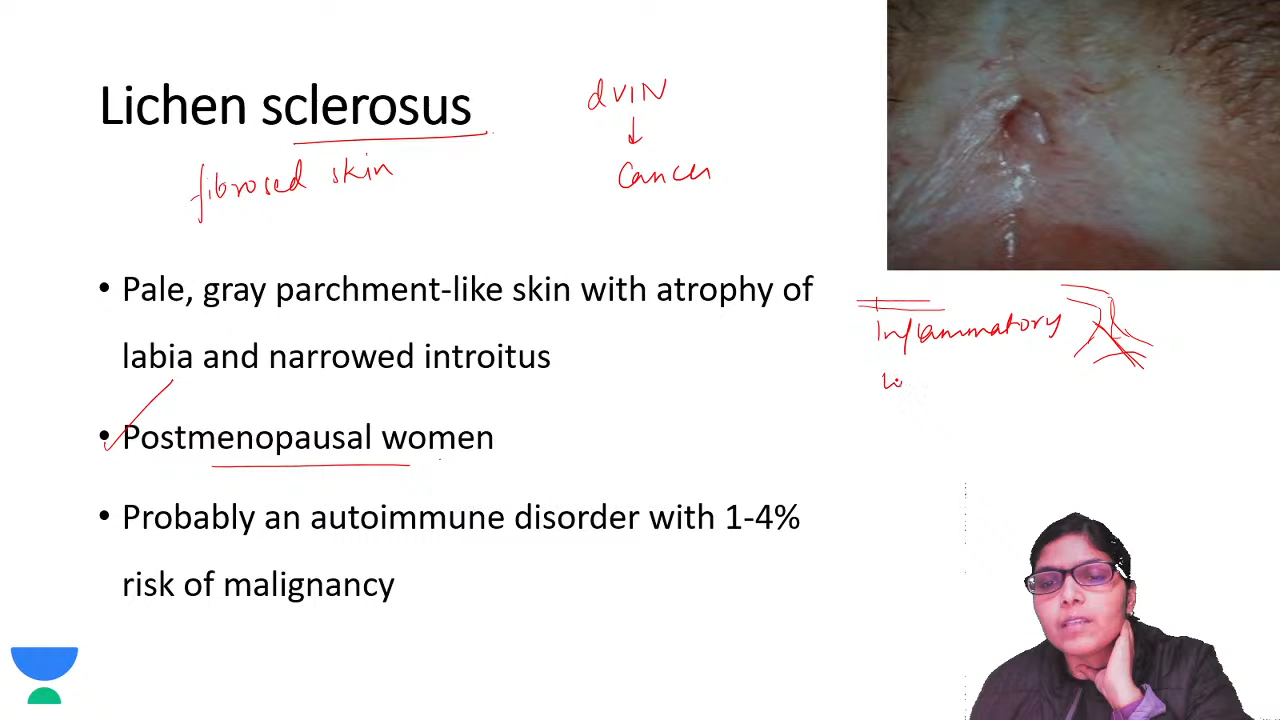 Lichen sclerosus
dVIN
fibrosed skin
Cancer
• Pale, gray parchment-like skin with atrophy of
labia and narrowed introitus
Inflammatory
• Postmenopausal women
• Probably an autoimmune disorder with 1-4%
risk of malignancy